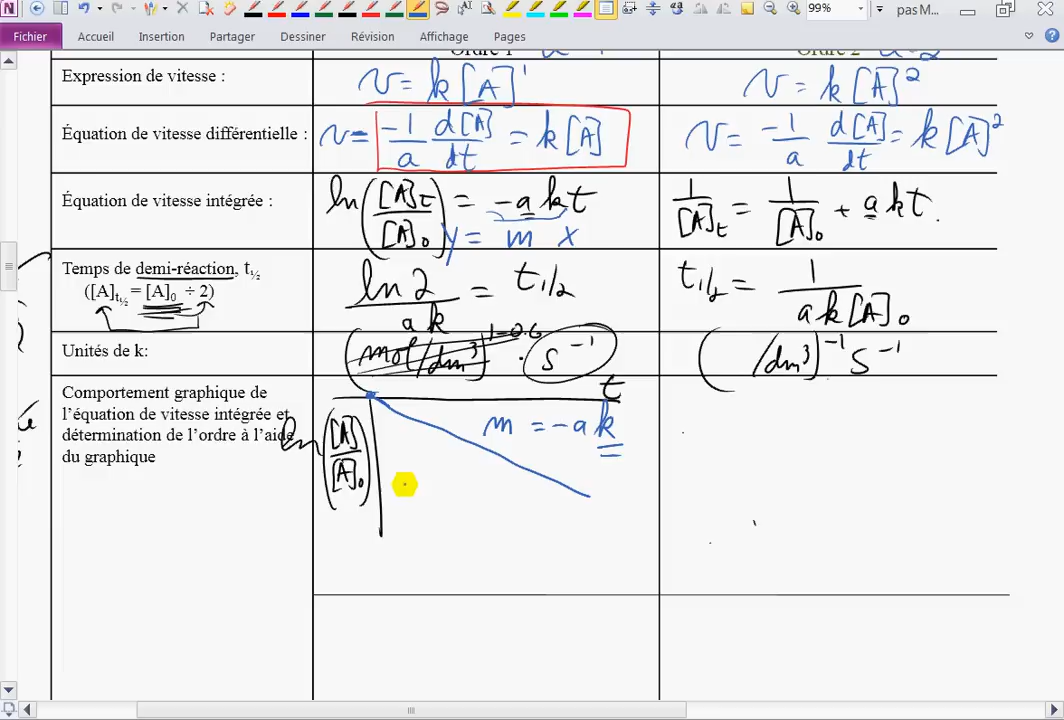 99%
pas M...
Fichier Accueil Insertion Partager Dessiner Révision Affichage Pages
Ordre 1 Ordre 2
Expression de vitesse : v = k [A]¹ v = k [A]²
Équation de vitesse différentielle : v = -1/a d[A]/dt = k[A] v = -1/a d[A]/dt = k[A]²
Équation de vitesse intégrée : ln([A]t/[A]₀) = -akt 1/[A]t = 1/[A]₀ + akt.
y = m x
Temps de demi-réaction, t½ ln 2/ak = t1/2 t1/2 = 1/ak[A]₀
([A]t½ = [A]₀ ÷ 2)
Unités de k: (mol/dm³) · s⁻¹ ( /dm³)⁻¹ s⁻¹
t
Comportement graphique de
l’équation de vitesse intégrée et
détermination de l’ordre à l’aide
du graphique
ln([A]/[A]₀) m = -ak